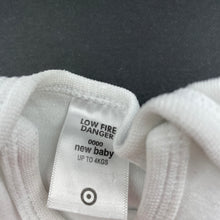 LOW FIRE
DANGER
0000
new baby
UP TO 4KGS